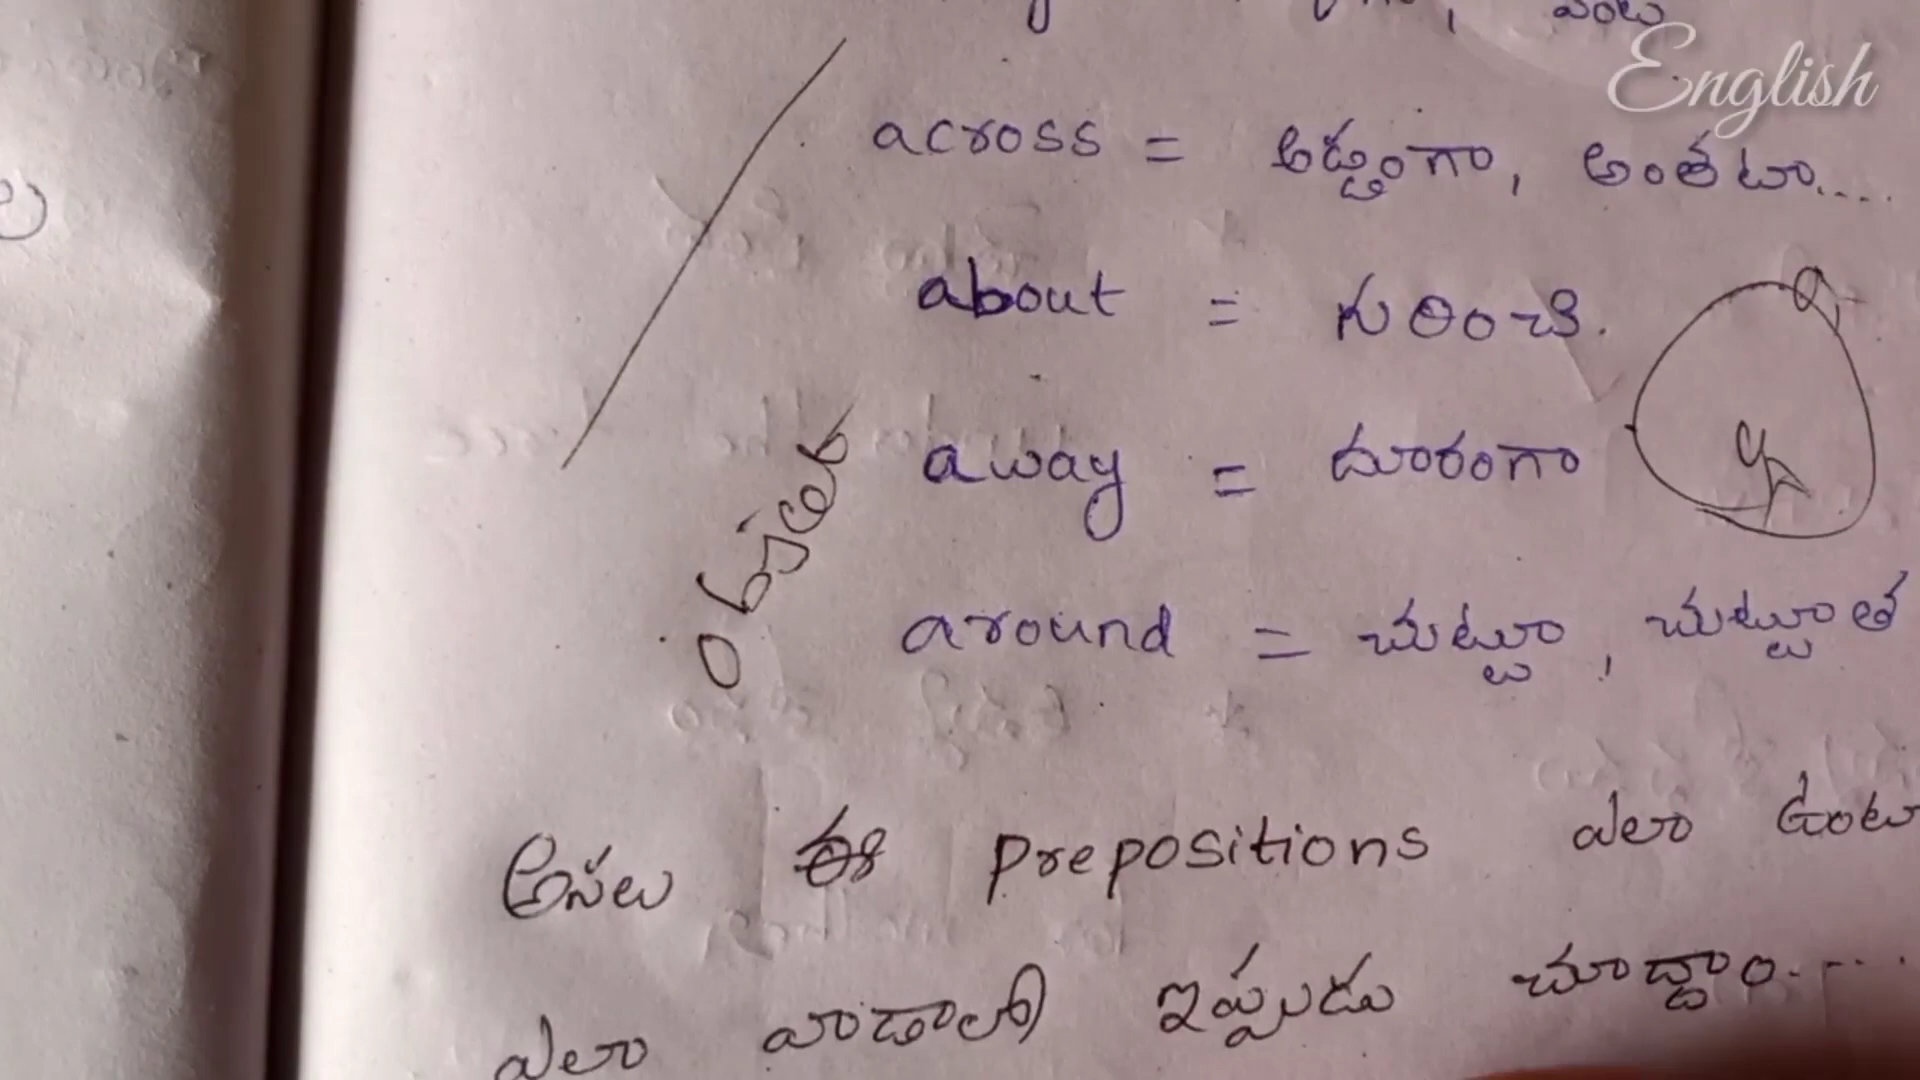 English
across = అడ్డంగా, అంతటా....
about = గురించి.
away = దూరంగా
around = చుట్టూ, చుట్టూత
అసలు ఈ prepositions ఎలా ఉంటు
ఎలా వాడాలి ఇప్పుడు చూద్దాం.....